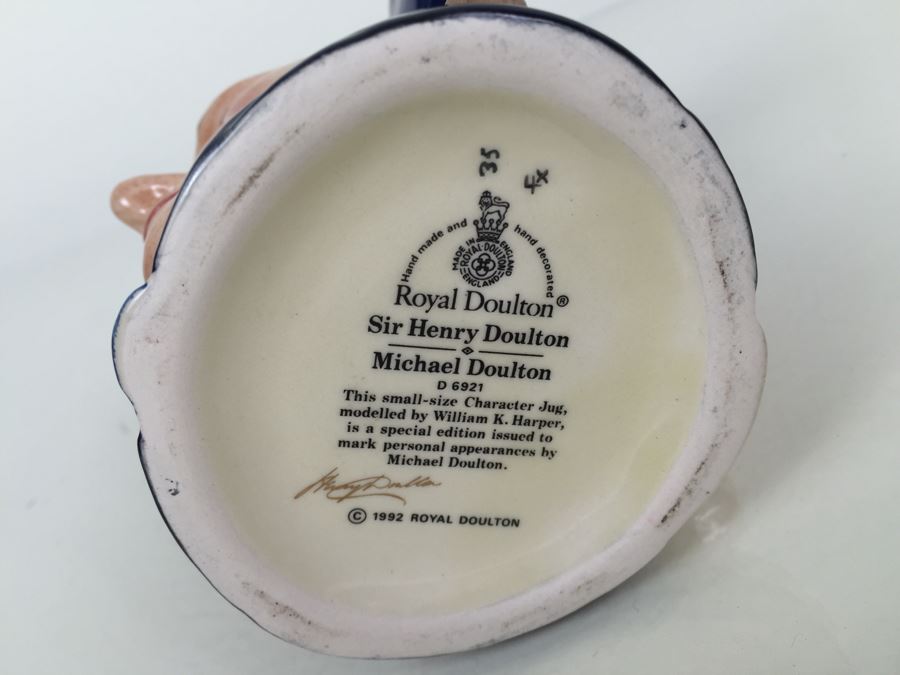 35
4x
Hand made and hand decorated
MADE IN ENGLAND
ROYAL·DOULTON
ENGLAND
Royal Doulton®
Sir Henry Doulton
Michael Doulton
D 6921
This small-size Character Jug,
modelled by William K. Harper,
is a special edition issued to
mark personal appearances by
Michael Doulton.
Henry Doulton
© 1992 ROYAL DOULTON